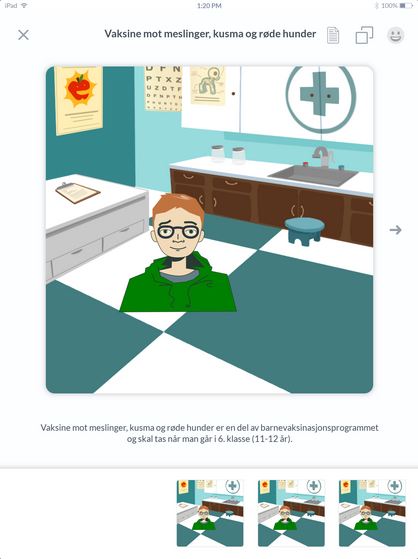 iPad
1:20 PM
100%
Vaksine mot meslinger, kusma og røde hunder
D F N
P T X Z
U Z D T F
D F N P T H
Vaksine mot meslinger, kusma og røde hunder er en del av barnevaksinasjonsprogrammet
og skal tas når man går i 6. klasse (11-12 år).